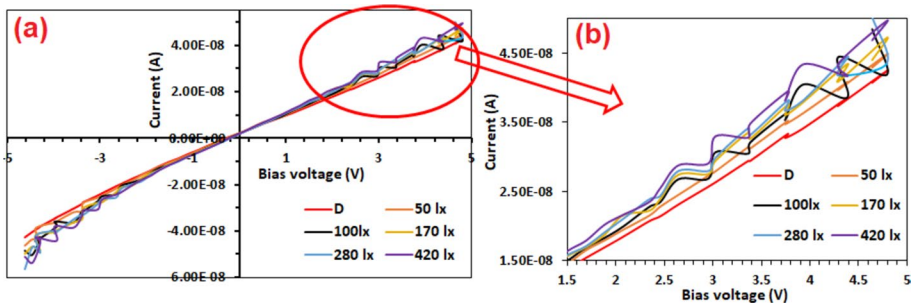 (a)
Current (A)
4.00E-08
2.00E-08
0.00E+00
-5 -3 -1 1 3 5
Bias voltage (V)
-2.00E-08
-4.00E-08
6.00E-08
D 50 lx
100lx 170 lx
280 lx 420 lx
(b)
Current (A)
4.50E-08
3.50E-08
2.50E-08
1.50E-08
D 50 lx
100lx 170 lx
280 lx 420 lx
1.5 2.0 2.5 3 3.5 4 4.5 5
Bias voltage (V)